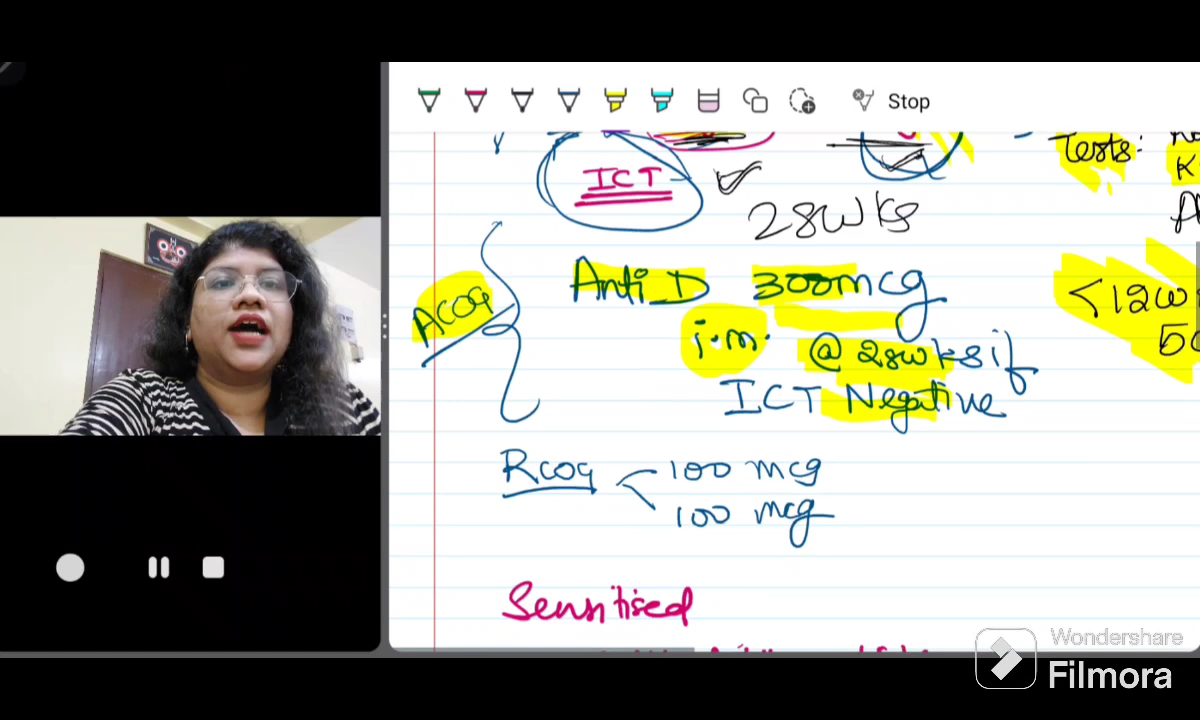 Stop
Tests:
K
ICT
28wks
ACOG
Anti D 300mcg
i.m. @ 28wks if
ICT Negative
<12w
RCOG 100 mcg
100 mcg
Sensitised
Wondershare
Filmora